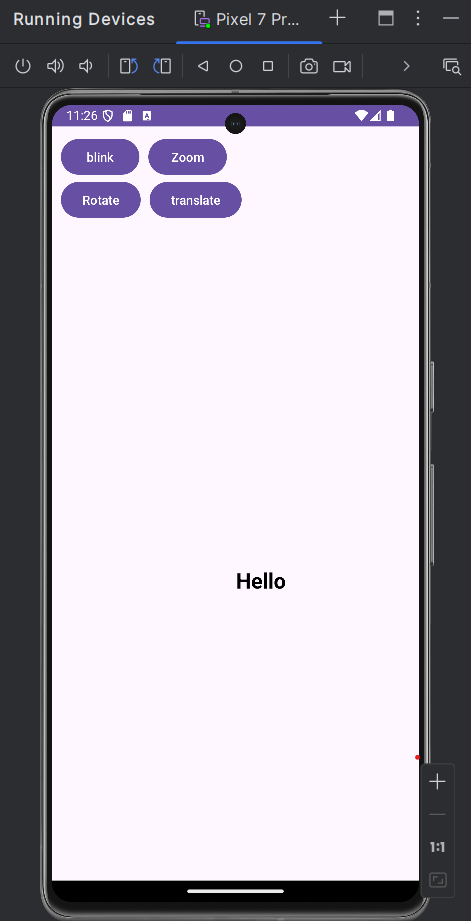 Running Devices Pixel 7 Pr...
11:26
blink Zoom
Rotate translate
Hello
1:1